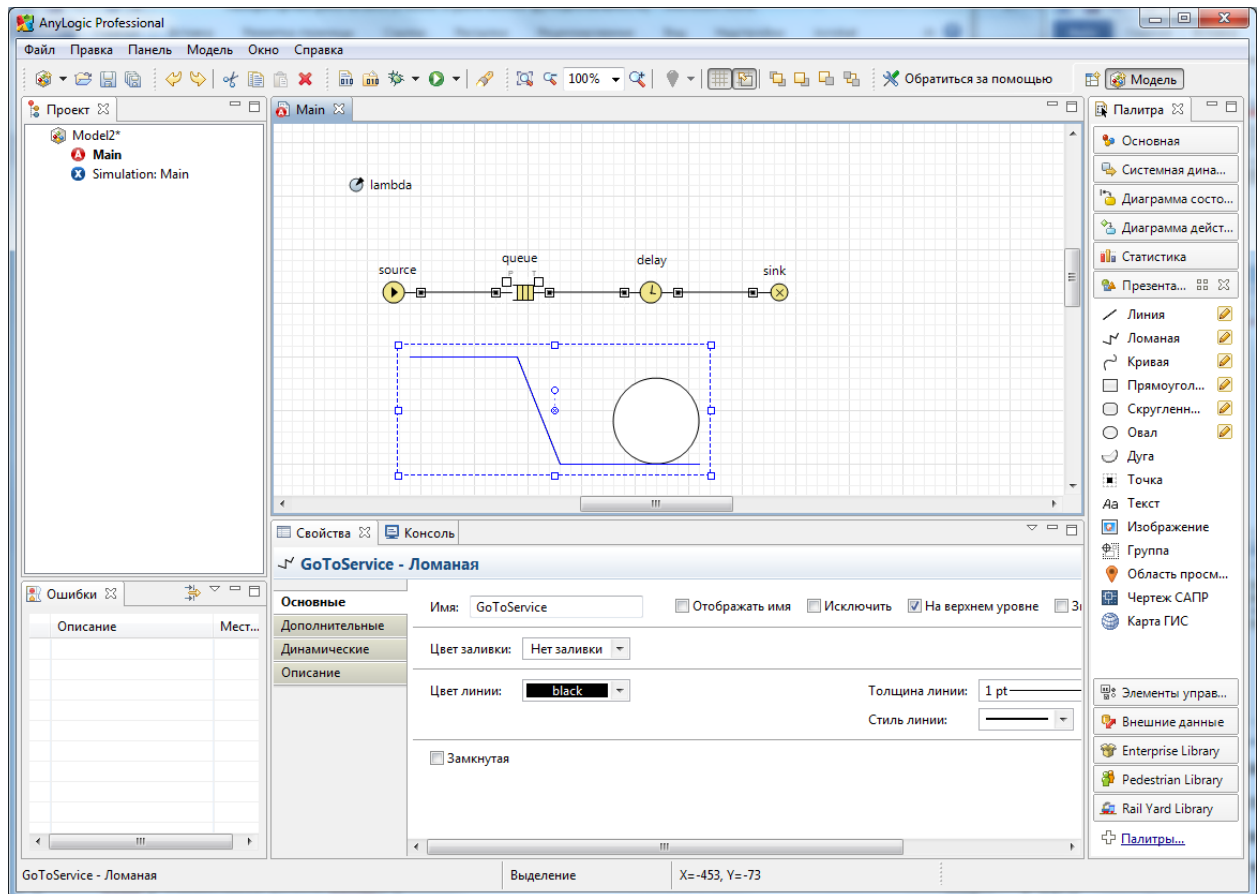 AnyLogic Professional
Файл Правка Панель Модель Окно Справка
100% Обратиться за помощью Модель
Проект
Model2*
Main
Simulation: Main
Main
lambda
source
queue
P T
delay
sink
Палитра
Основная
Системная дина...
Диаграмма состо...
Диаграмма дейст...
Статистика
Презента...
Линия
Ломаная
Кривая
Прямоугол...
Скругленн...
Овал
Дуга
Точка
Aa Текст
Изображение
Группа
Область просм...
Чертеж САПР
Карта ГИС
Элементы управ...
Внешние данные
Enterprise Library
Pedestrian Library
Rail Yard Library
Палитры...
Ошибки
Описание Мест...
Свойства Консоль
GoToService - Ломаная
Основные
Дополнительные
Динамические
Описание
Имя: GoToService Отображать имя Исключить На верхнем уровне
Цвет заливки: Нет заливки
Цвет линии: black Толщина линии: 1 pt
Стиль линии:
Замкнутая
GoToService - Ломаная Выделение X=-453, Y=-73